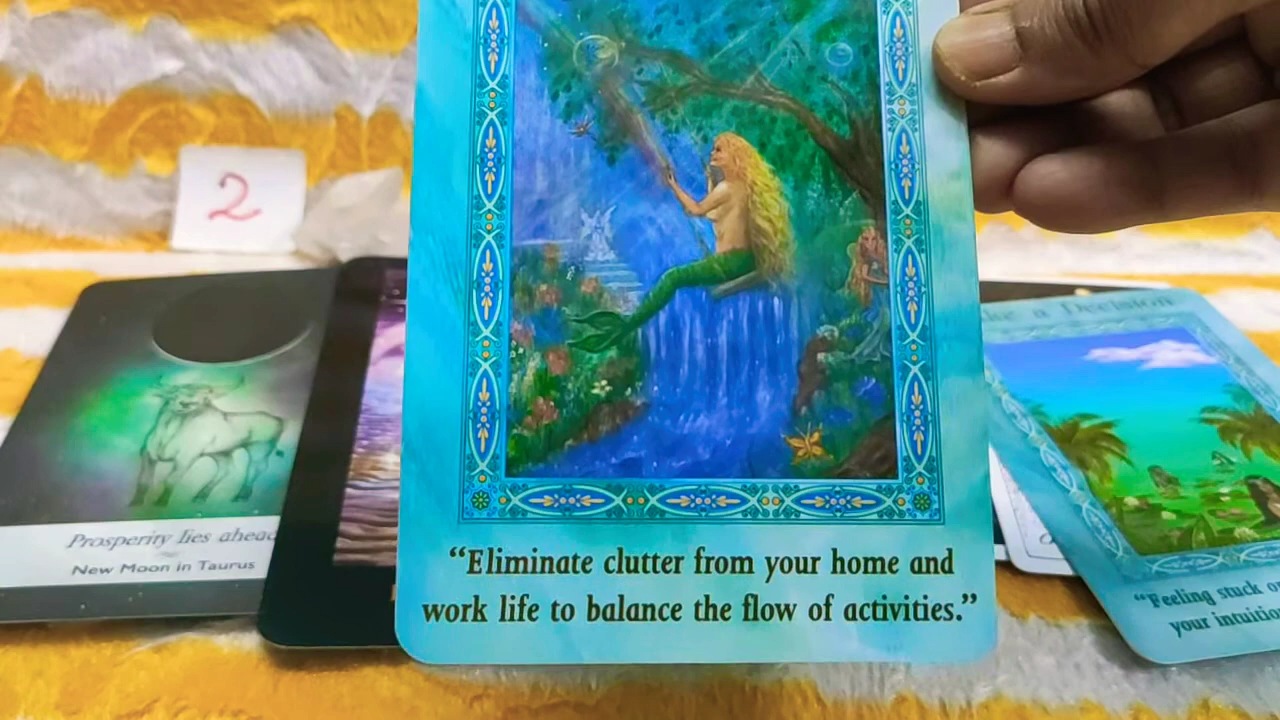 2
Prosperity lies ahead
New Moon in Taurus
“Eliminate clutter from your home and
work life to balance the flow of activities.”
a Decision
“Feeling stuck
your